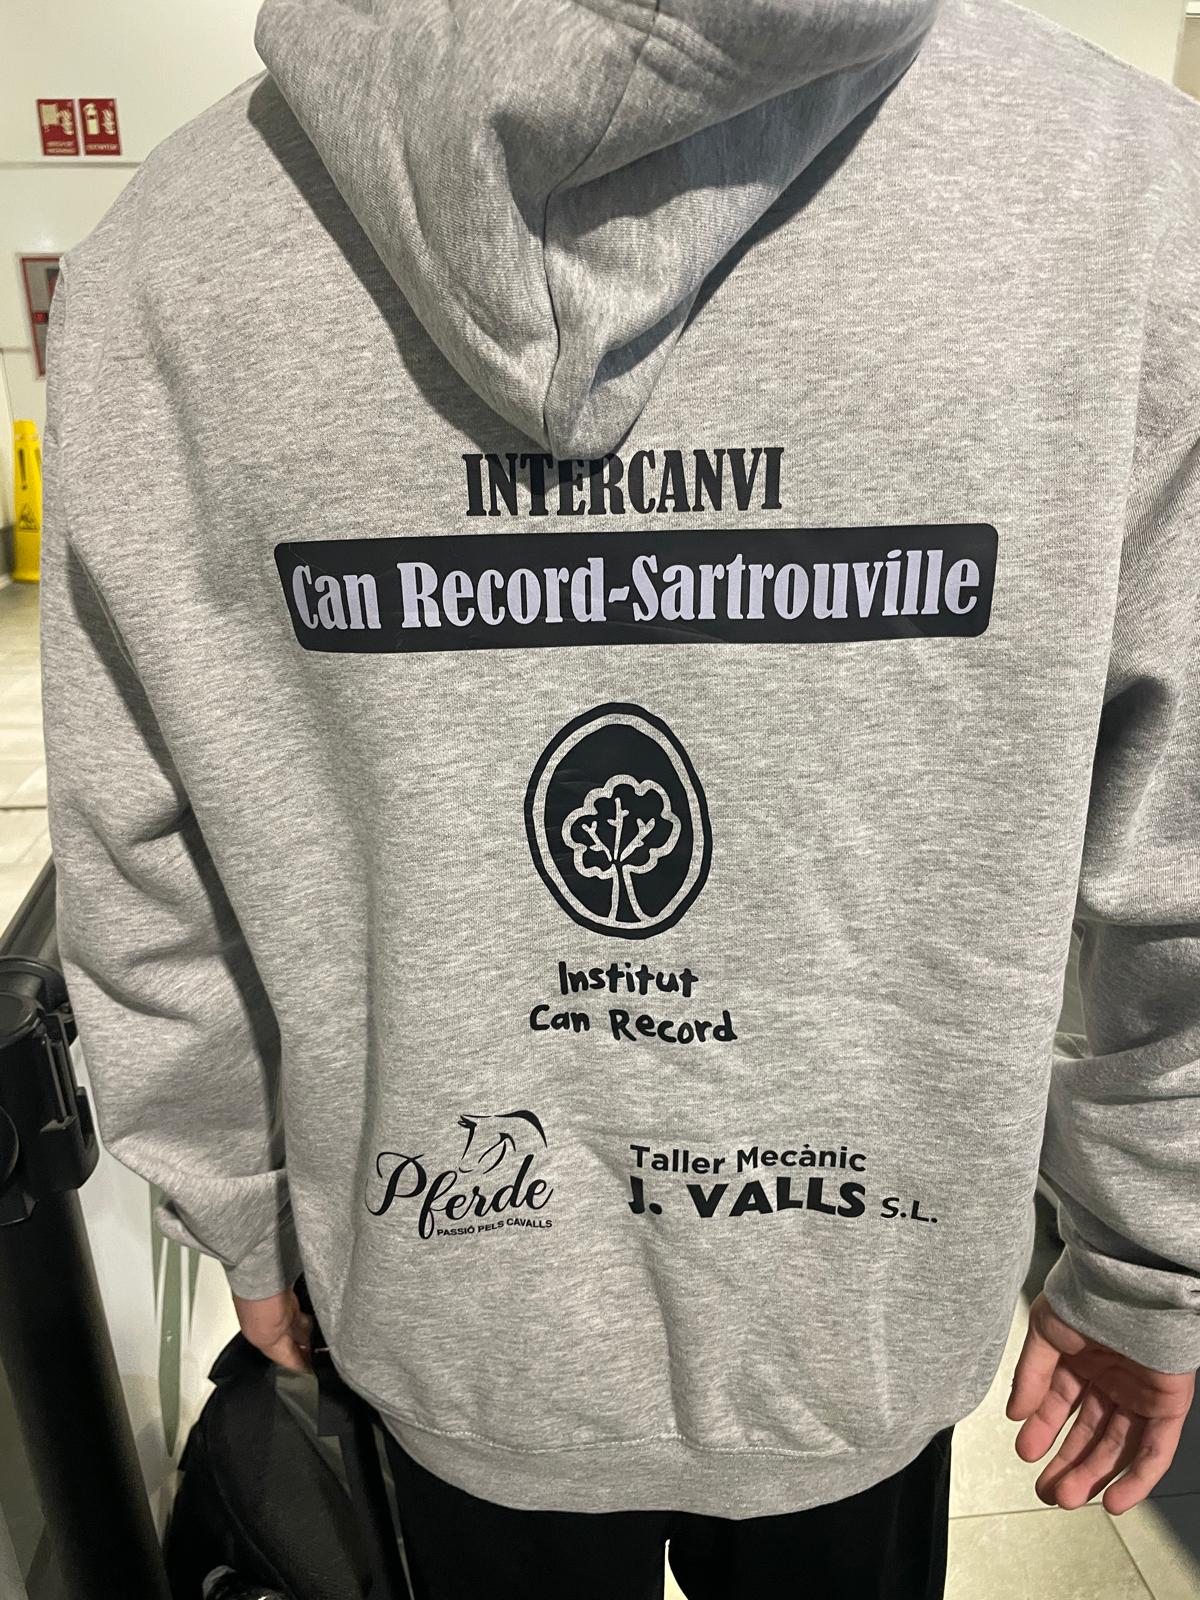 INTERCANVI
Can Record-Sartrouville
Institut
Can Record
Pferde
PASSIÓ PELS CAVALLS
Taller Mecànic
J. VALLS S.L.